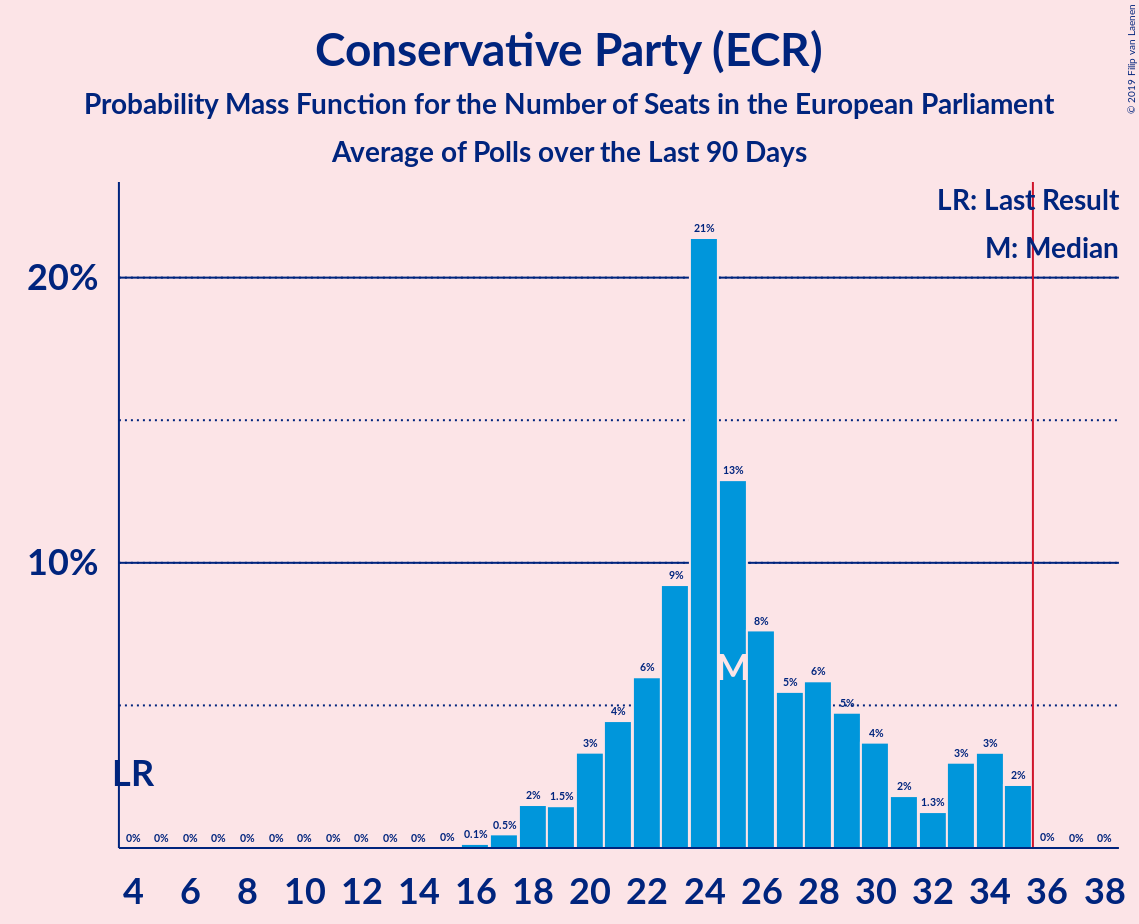 Conservative Party (ECR)
Probability Mass Function for the Number of Seats in the European Parliament
Average of Polls over the Last 90 Days
© 2019 Filip van Laenen
LR: Last Result
M: Median
20%
10%
LR
M
0% 0% 0% 0% 0% 0% 0% 0% 0% 0% 0% 0% 0.1% 0.5% 2% 1.5% 3% 4% 6% 9% 21% 13% 8% 5% 6% 5% 4% 2% 1.3% 3% 3% 2% 0% 0% 0%
4 6 8 10 12 14 16 18 20 22 24 26 28 30 32 34 36 38